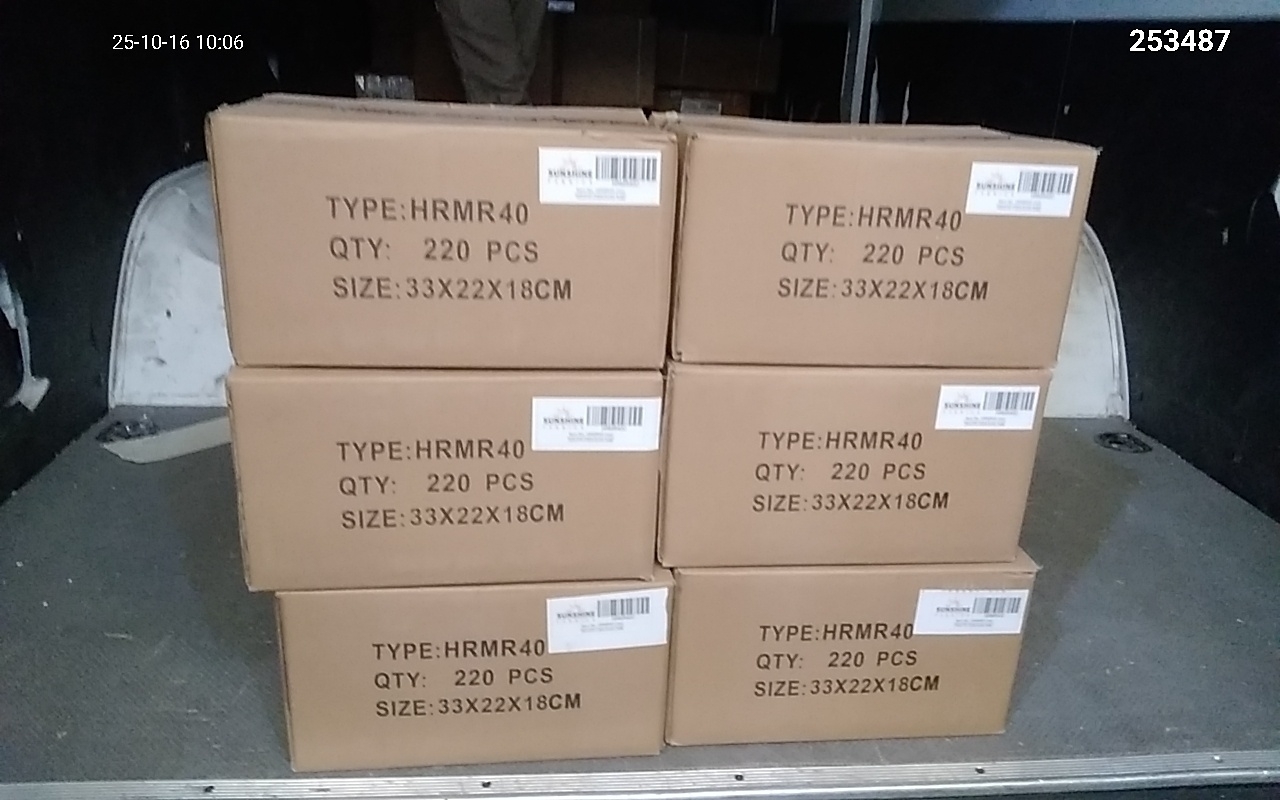 25-10-16 10:06
253487
SUNSHINE
TYPE:HRMR40
QTY: 220 PCS
SIZE:33X22X18CM
SUNSHINE
TYPE:HRMR40
QTY: 220 PCS
SIZE:33X22X18CM
SUNSHINE
TYPE:HRMR40
QTY: 220 PCS
SIZE:33X22X18CM
SUNSHINE
TYPE:HRMR40
QTY: 220 PCS
SIZE:33X22X18CM
SUNSHINE
TYPE:HRMR40
QTY: 220 PCS
SIZE:33X22X18CM
SUNSHINE
TYPE:HRMR40
QTY: 220 PCS
SIZE:33X22X18CM